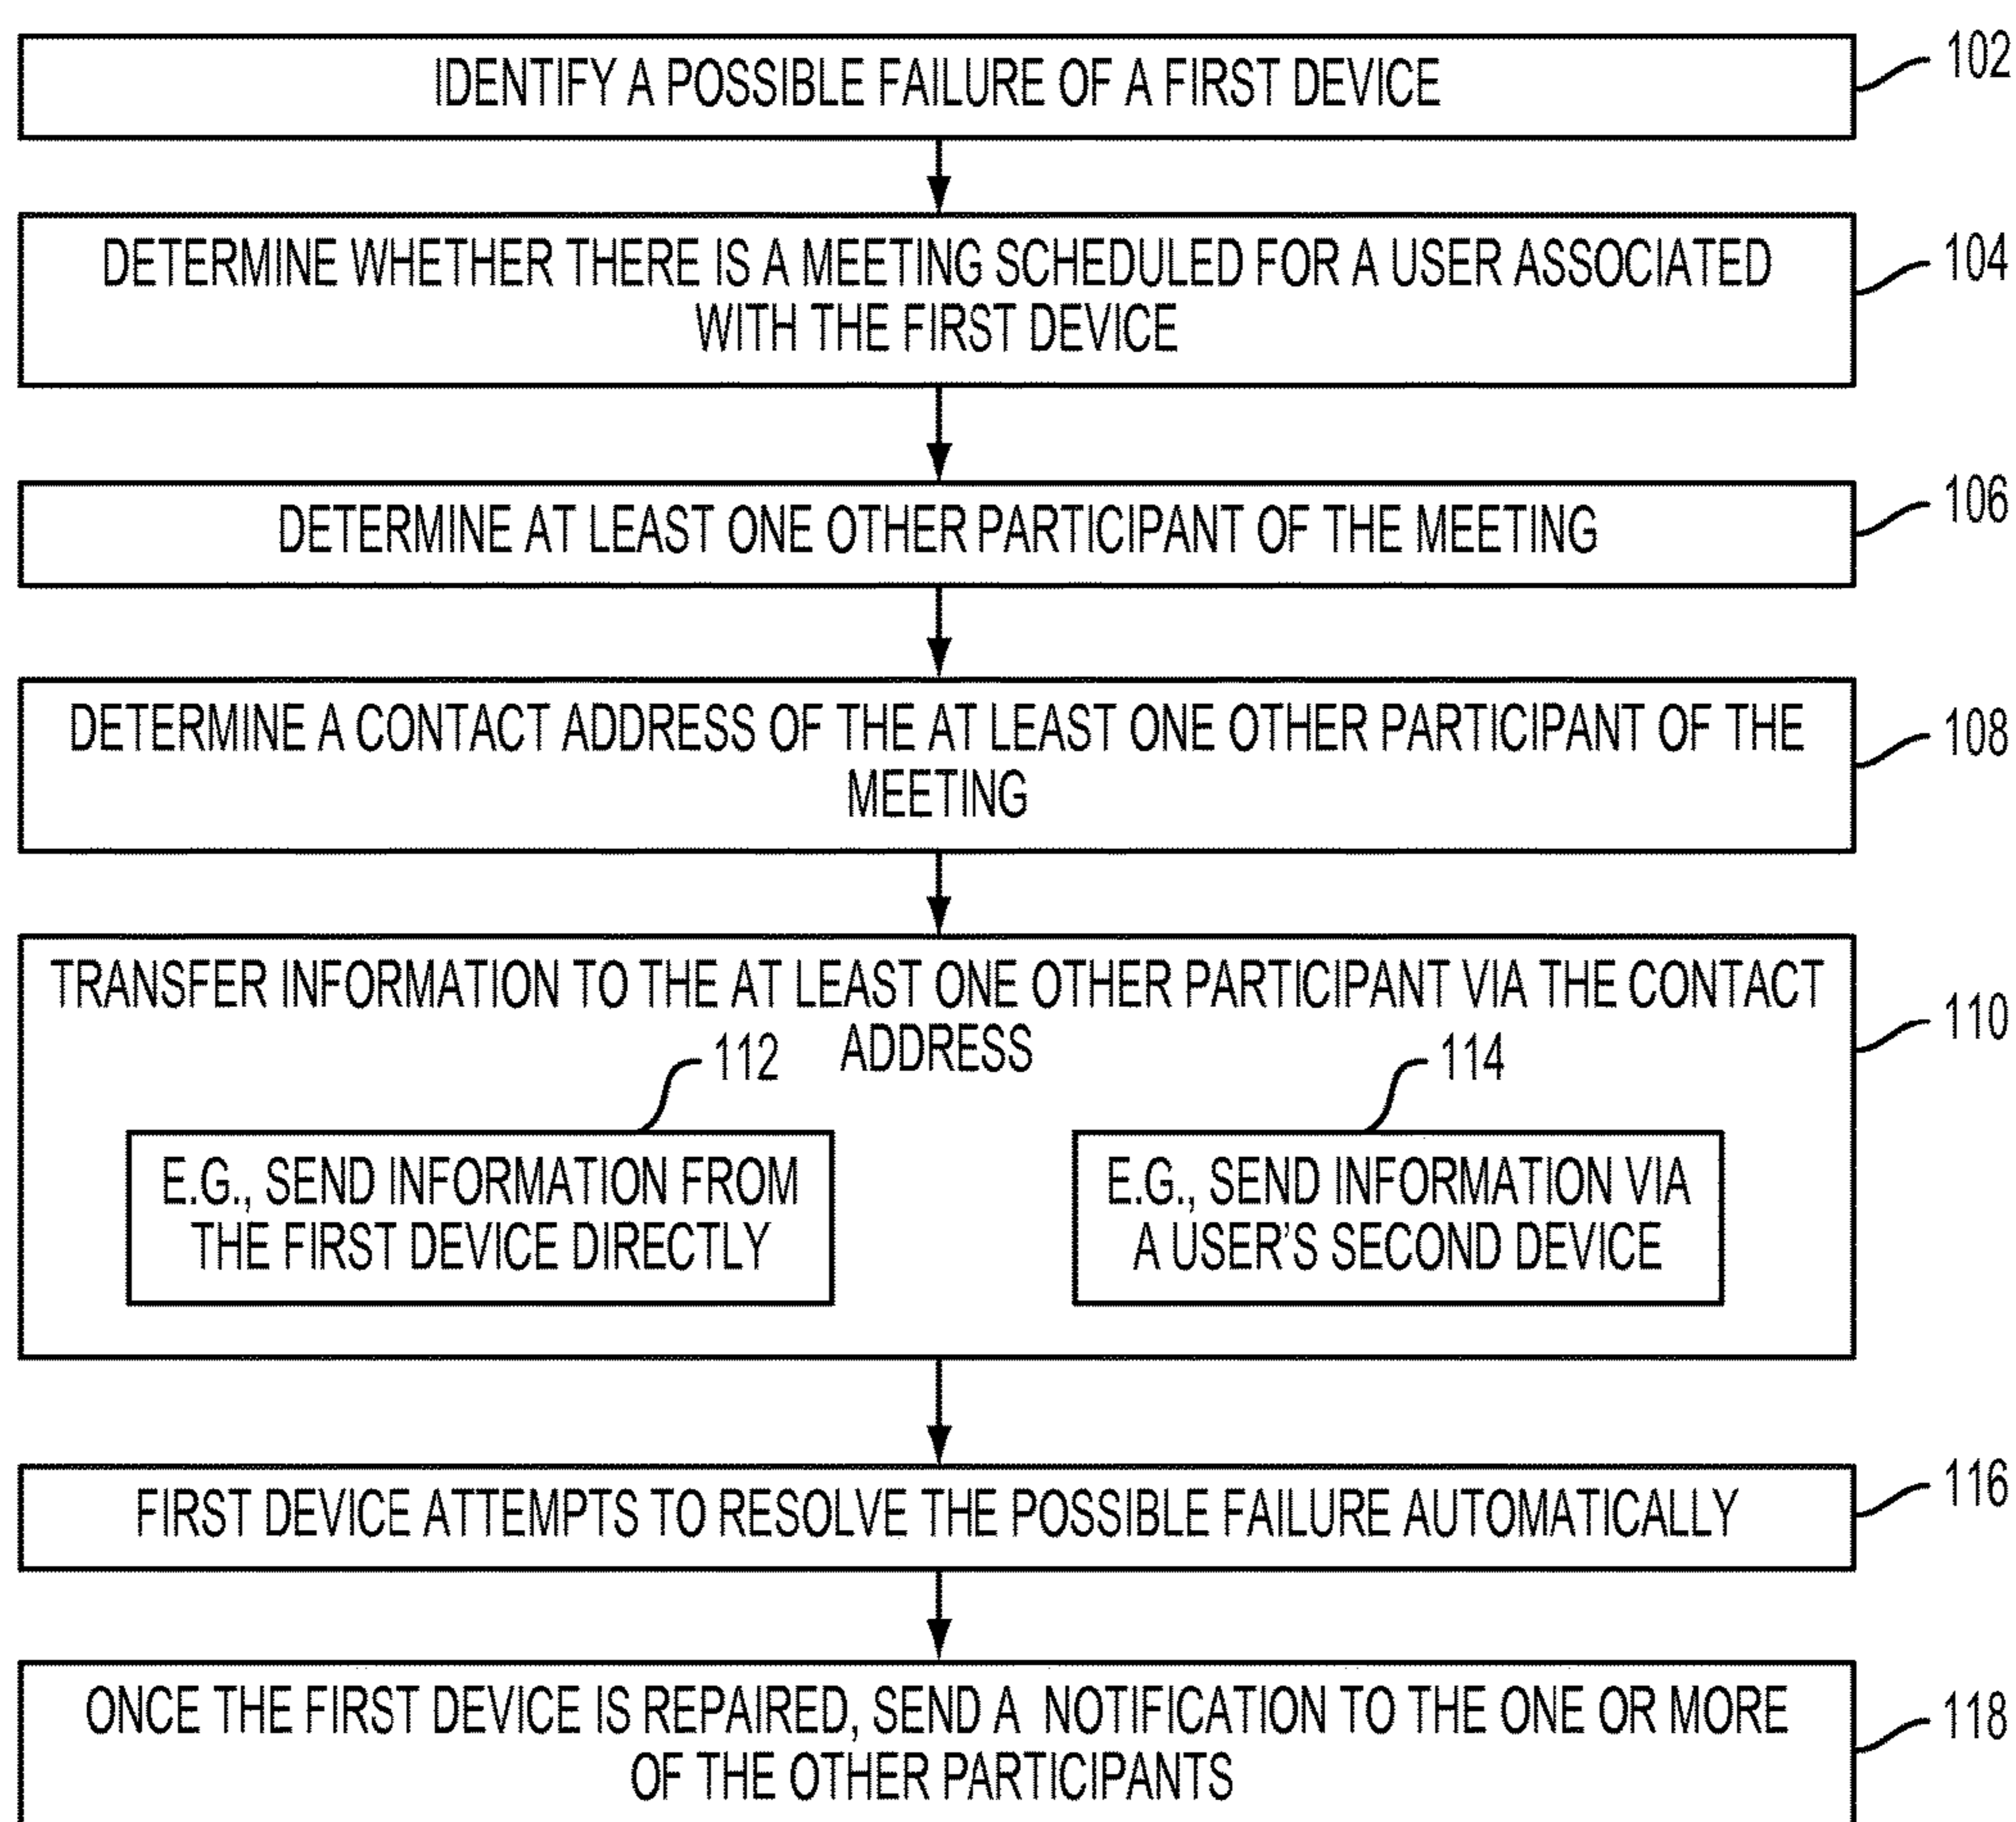 IDENTIFY A POSSIBLE FAILURE OF A FIRST DEVICE
102
DETERMINE WHETHER THERE IS A MEETING SCHEDULED FOR A USER ASSOCIATED
WITH THE FIRST DEVICE
104
DETERMINE AT LEAST ONE OTHER PARTICIPANT OF THE MEETING
106
DETERMINE A CONTACT ADDRESS OF THE AT LEAST ONE OTHER PARTICIPANT OF THE
MEETING
108
TRANSFER INFORMATION TO THE AT LEAST ONE OTHER PARTICIPANT VIA THE CONTACT
ADDRESS
110
112
E.G., SEND INFORMATION FROM
THE FIRST DEVICE DIRECTLY
114
E.G., SEND INFORMATION VIA
A USER'S SECOND DEVICE
FIRST DEVICE ATTEMPTS TO RESOLVE THE POSSIBLE FAILURE AUTOMATICALLY
116
ONCE THE FIRST DEVICE IS REPAIRED, SEND A NOTIFICATION TO THE ONE OR MORE
OF THE OTHER PARTICIPANTS
118